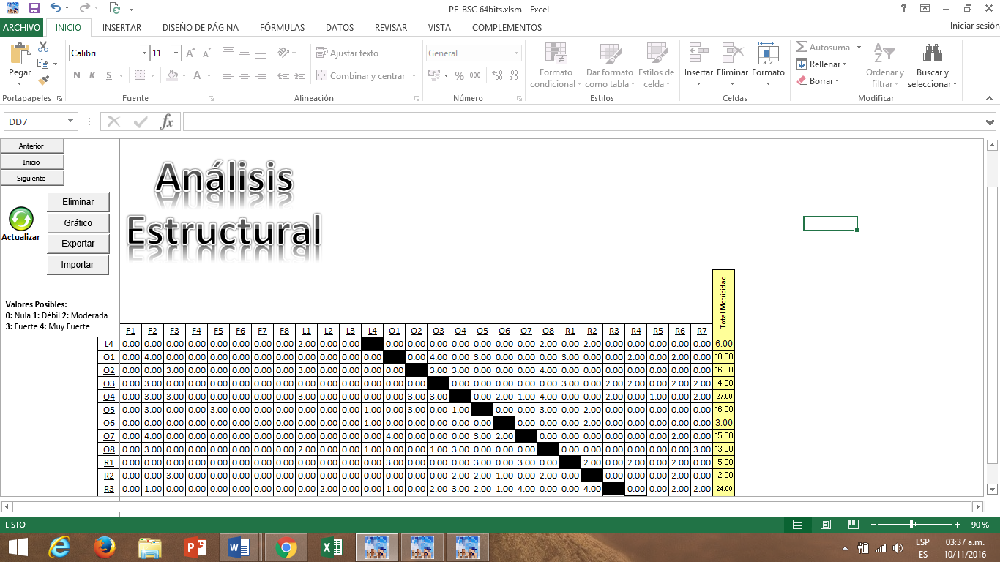 PE-BSC 64bits.xlsm - Excel
ARCHIVO INICIO INSERTAR DISEÑO DE PÁGINA FÓRMULAS DATOS REVISAR VISTA COMPLEMENTOS Iniciar sesión
Pegar
Calibri 11
N K S
Ajustar texto
Combinar y centrar
General
% 000
Formato condicional
Dar formato como tabla
Estilos de celda
Insertar Eliminar Formato
Autosuma
Rellenar
Borrar
Ordenar y filtrar
Buscar y seleccionar
Portapapeles Fuente Alineación Número Estilos Celdas Modificar
DD7 fx
Anterior
Inicio
Siguiente
Análisis
Estructural
Eliminar
Gráfico
Exportar
Importar
Actualizar
Valores Posibles:
0: Nula 1: Débil 2: Moderada
3: Fuerte 4: Muy Fuerte
Total Motricidad
F1 F2 F3 F4 F5 F6 F7 F8 L1 L2 L3 L4 O1 O2 O3 O4 O5 O6 O7 O8 R1 R2 R3 R4 R5 R6 R7
L4 0.00 0.00 0.00 0.00 0.00 0.00 0.00 0.00 2.00 0.00 0.00 0.00 0.00 0.00 0.00 0.00 0.00 0.00 2.00 0.00 2.00 0.00 0.00 0.00 0.00 0.00 6.00
O1 0.00 4.00 0.00 0.00 0.00 0.00 0.00 0.00 0.00 0.00 0.00 0.00 0.00 4.00 0.00 3.00 0.00 0.00 0.00 3.00 0.00 0.00 2.00 0.00 2.00 0.00 18.00
O2 0.00 0.00 3.00 0.00 0.00 0.00 0.00 0.00 3.00 0.00 0.00 0.00 0.00 3.00 3.00 0.00 0.00 0.00 4.00 0.00 0.00 0.00 0.00 0.00 0.00 0.00 16.00
O3 0.00 3.00 0.00 0.00 0.00 0.00 0.00 0.00 0.00 0.00 0.00 0.00 0.00 0.00 0.00 0.00 0.00 0.00 0.00 3.00 0.00 2.00 2.00 0.00 2.00 2.00 14.00
O4 0.00 3.00 3.00 0.00 0.00 0.00 0.00 0.00 3.00 0.00 0.00 0.00 0.00 3.00 3.00 0.00 2.00 1.00 4.00 0.00 0.00 2.00 0.00 1.00 0.00 2.00 27.00
O5 0.00 3.00 0.00 0.00 3.00 0.00 0.00 0.00 0.00 0.00 0.00 1.00 0.00 3.00 0.00 1.00 0.00 0.00 3.00 0.00 2.00 0.00 0.00 0.00 0.00 0.00 16.00
O6 0.00 0.00 0.00 0.00 0.00 0.00 0.00 0.00 0.00 0.00 0.00 1.00 0.00 0.00 0.00 0.00 0.00 0.00 0.00 0.00 2.00 0.00 0.00 0.00 0.00 0.00 3.00
O7 0.00 4.00 0.00 0.00 0.00 0.00 0.00 0.00 0.00 0.00 0.00 0.00 4.00 0.00 0.00 0.00 3.00 2.00 0.00 0.00 0.00 0.00 0.00 0.00 2.00 0.00 15.00
O8 0.00 3.00 0.00 0.00 0.00 0.00 0.00 0.00 2.00 0.00 0.00 1.00 0.00 0.00 1.00 3.00 0.00 0.00 0.00 0.00 0.00 0.00 0.00 0.00 0.00 3.00 13.00
R1 0.00 0.00 0.00 0.00 0.00 0.00 0.00 0.00 0.00 0.00 0.00 0.00 3.00 0.00 0.00 0.00 3.00 0.00 3.00 0.00 2.00 0.00 2.00 0.00 2.00 0.00 15.00
R2 0.00 0.00 3.00 0.00 0.00 0.00 0.00 0.00 0.00 0.00 0.00 0.00 0.00 0.00 0.00 2.00 2.00 1.00 0.00 2.00 0.00 0.00 0.00 0.00 2.00 0.00 12.00
R3 0.00 1.00 0.00 0.00 0.00 0.00 0.00 0.00 0.00 2.00 0.00 0.00 1.00 0.00 2.00 3.00 2.00 1.00 4.00 0.00 0.00 4.00 0.00 0.00 2.00 2.00 24.00
LISTO 90 %
ESP 03:37 a.m.
ES 10/11/2016